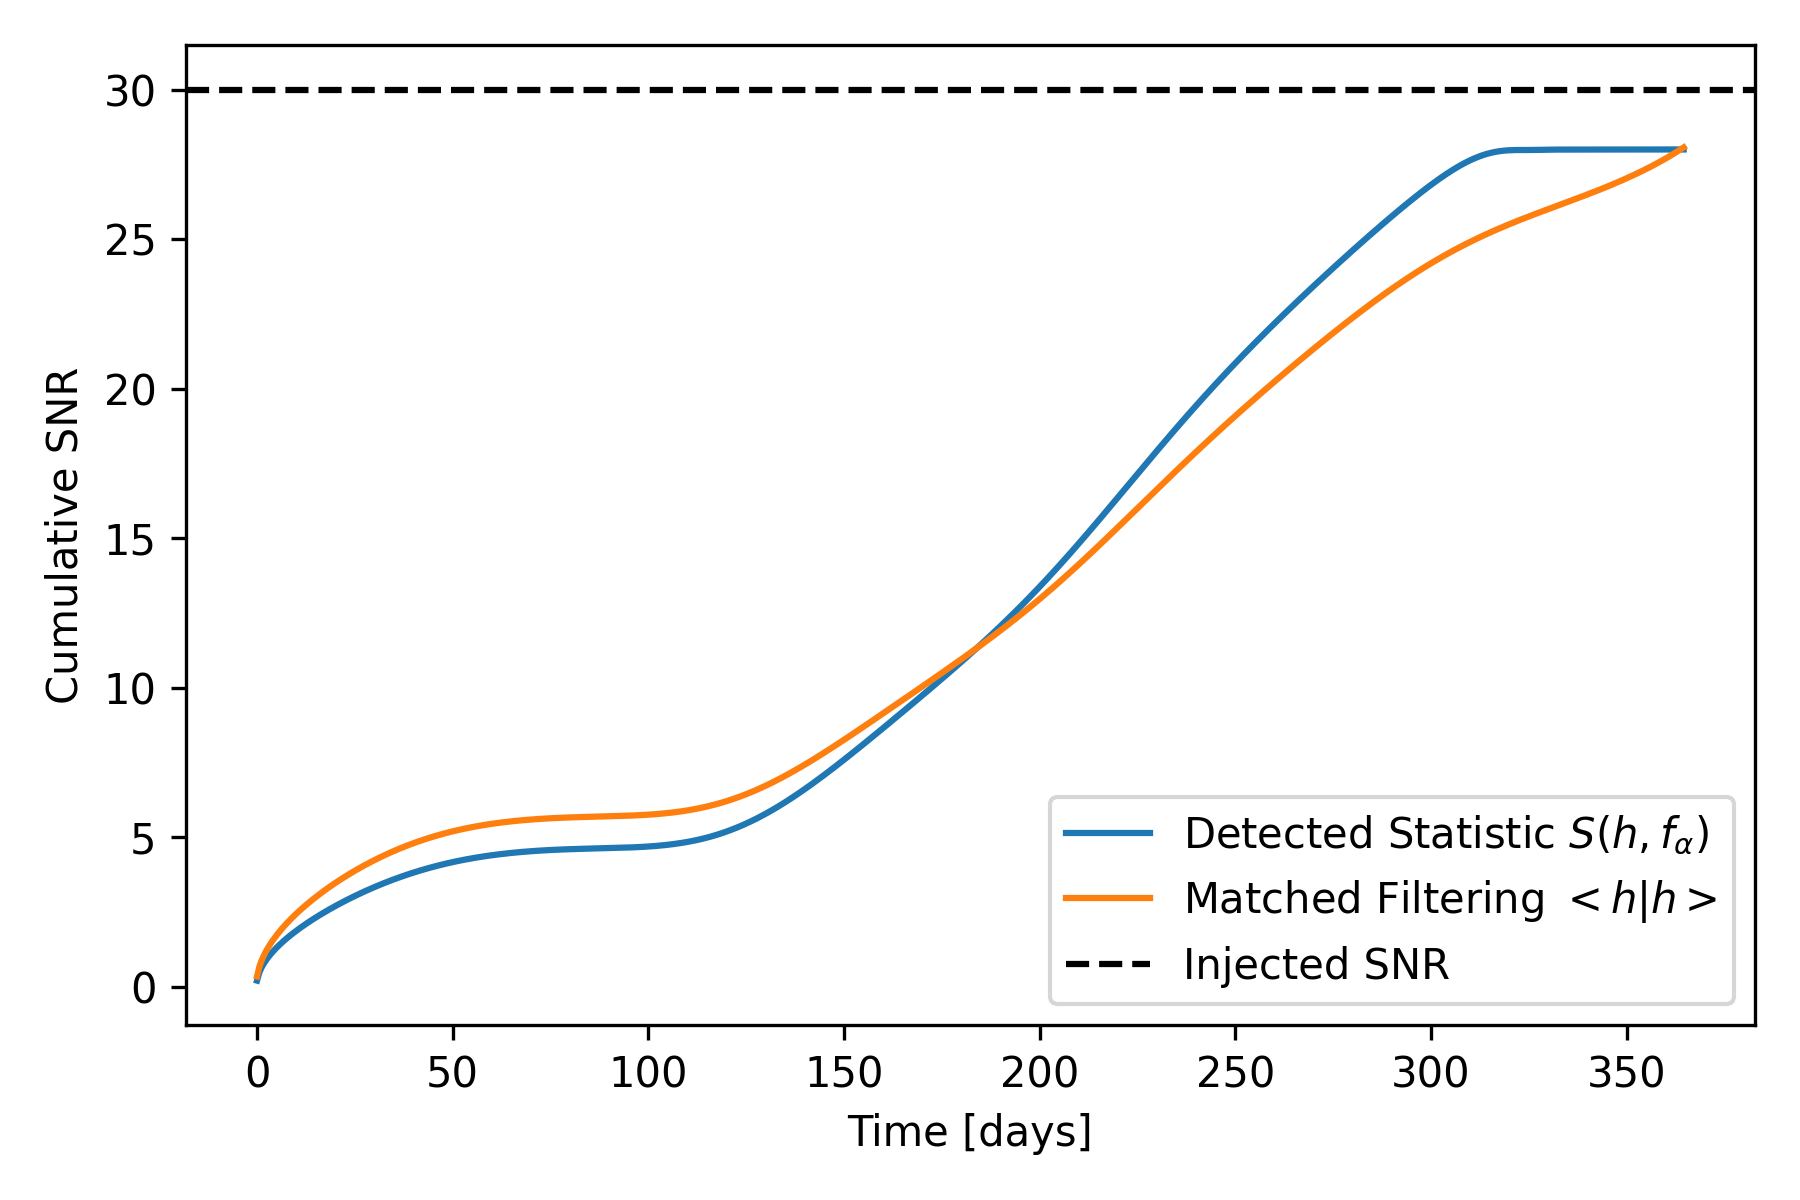 30
25
20
15
10
5
0
Cumulative SNR
Detected Statistic S(h, fα)
Matched Filtering < h|h >
Injected SNR
0 50 100 150 200 250 300 350
Time [days]